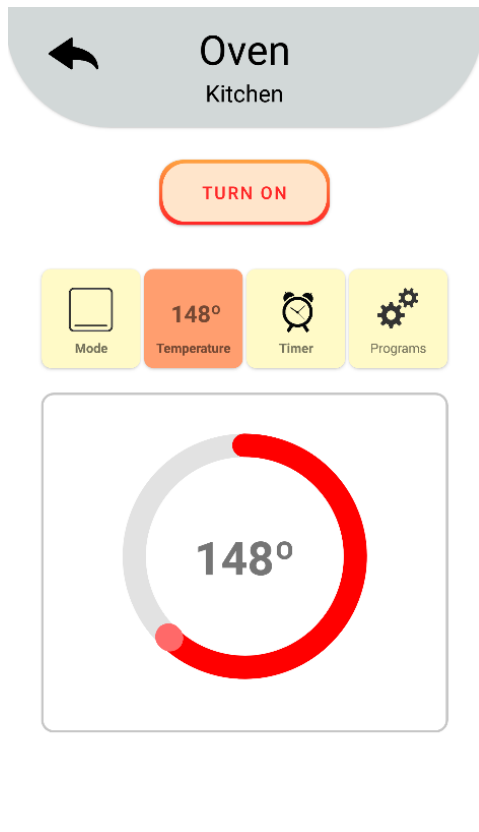 Oven
Kitchen
TURN ON
148º
Mode
Temperature
Timer
Programs
148º